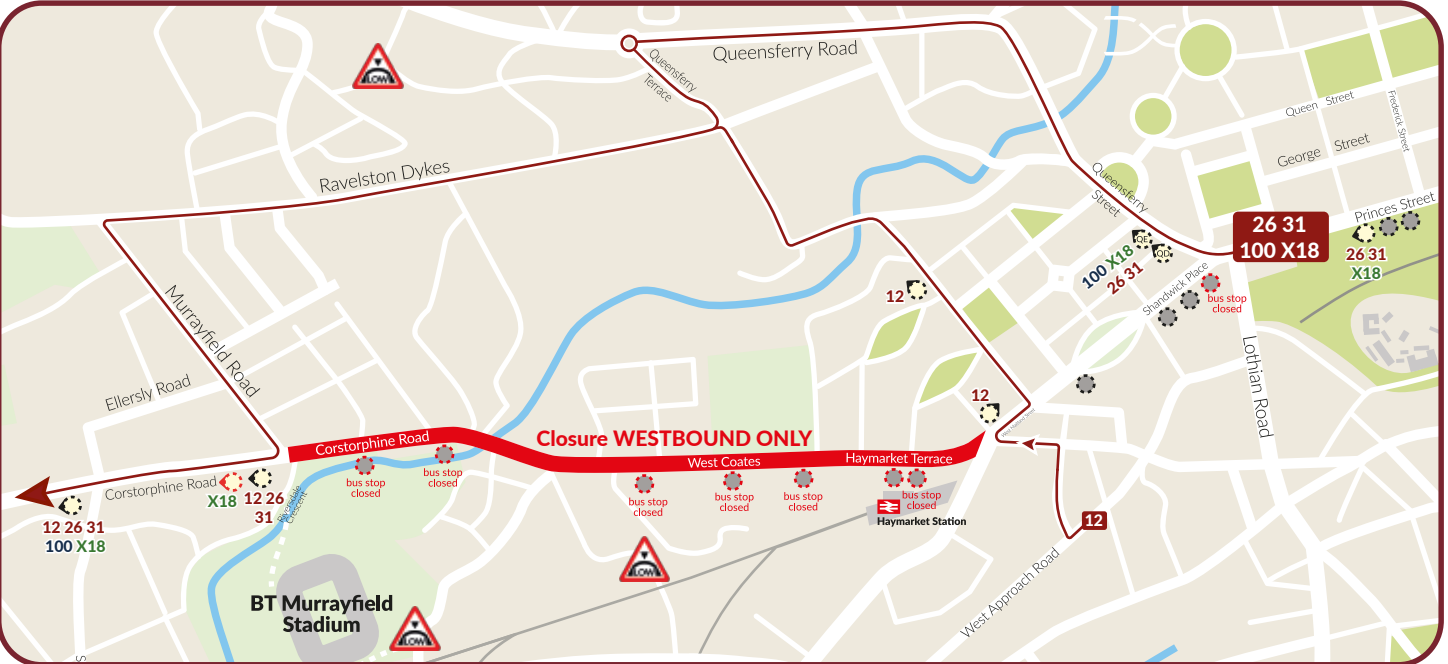 LOW
Queensferry
Terrace
Queensferry Road
Queen Street
Frederick Street
George Street
Ravelston Dykes
Queensferry
Street
Princes Street
26 31
100 X18
QE
QD
100 X18
26 31
26 31
X18
Shandwick Place
bus stop
closed
12
Murrayfield Road
Ellersly Road
Lothian Road
12
Closure WESTBOUND ONLY
Corstorphine Road
West Coates
Haymarket Terrace
bus stop
closed
bus stop
closed
bus stop
closed
bus stop
closed
bus stop
closed
bus stop
closed
Haymarket Station
Corstorphine Road
X18
12 26
31
Riversdale
Crescent
12 26 31
100 X18
12
West Approach Road
LOW
BT Murrayfield
Stadium
LOW
S